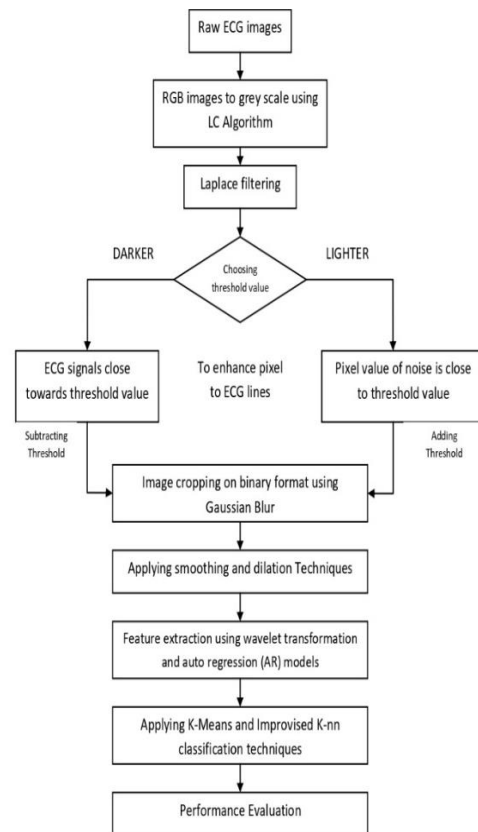 Raw ECG images
RGB images to grey scale using
LC Algorithm
Laplace filtering
DARKER
LIGHTER
Choosing
threshold value
ECG signals close
towards threshold value
To enhance pixel
to ECG lines
Pixel value of noise is close
to threshold value
Subtracting
Threshold
Adding
Threshold
Image cropping on binary format using
Gaussian Blur
Applying smoothing and dilation Techniques
Feature extraction using wavelet transformation
and auto regression (AR) models
Applying K-Means and Improvised K-nn
classification techniques
Performance Evaluation